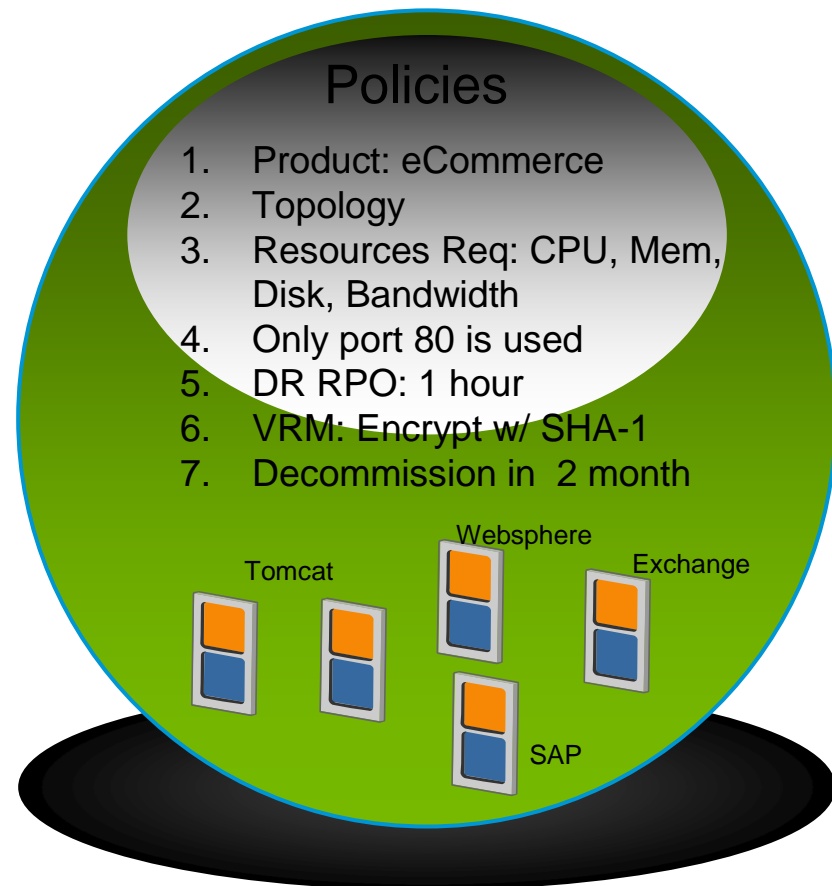 Policies
1. Product: eCommerce
2. Topology
3. Resources Req: CPU, Mem,
Disk, Bandwidth
4. Only port 80 is used
5. DR RPO: 1 hour
6. VRM: Encrypt w/ SHA-1
7. Decommission in 2 month
Websphere
Tomcat
Exchange
SAP